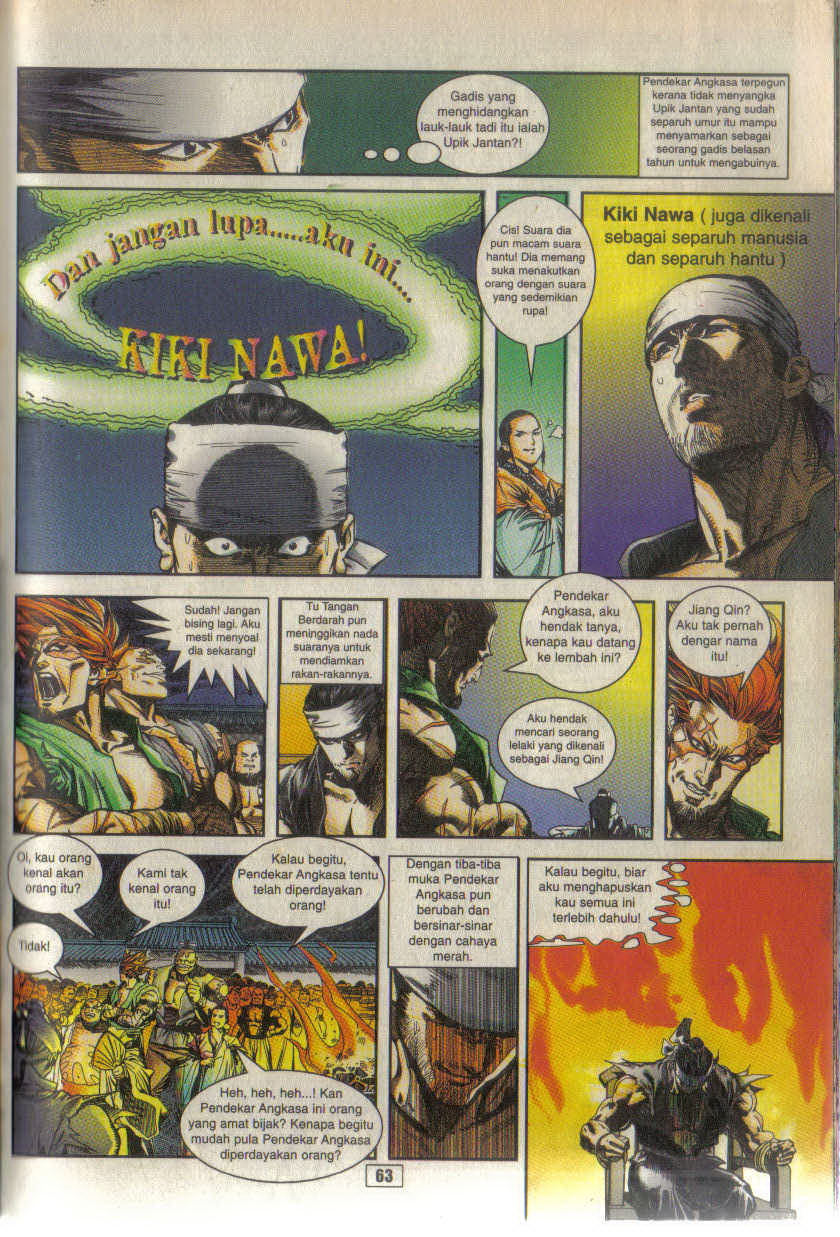 Gadis yang
menghidangkan
lauk-lauk tadi itu ialah
Upik Jantan?!
Pendekar Angkasa terpegun
kerana tidak menyangka
Upik Jantan yang sudah
separuh umur itu mampu
menyamarkan sebagai
seorang gadis belasan
tahun untuk mengabuinya.
Dan jangan lupa.....aku ini....
KIKI NAWA!
Cis! Suara dia
pun macam suara
hantu! Dia memang
suka menakutkan
orang dengan suara
yang sedemikian
rupa!
Kiki Nawa ( juga dikenali
sebagai separuh manusia
dan separuh hantu )
Sudah! Jangan
bising lagi. Aku
mesti menyoal
dia sekarang!
Tu Tangan
Berdarah pun
meninggikan nada
suaranya untuk
mendiamkan
rakan-rakannya.
Pendekar
Angkasa, aku
hendak tanya,
kenapa kau datang
ke lembah ini?
Aku hendak
mencari seorang
lelaki yang dikenali
sebagai Jiang Qin!
Jiang Qin?
Aku tak pernah
dengar nama
itu!
Oi, kau orang
kenal akan
orang itu?
Kami tak
kenal orang
itu!
Kalau begitu,
Pendekar Angkasa tentu
telah diperdayakan
orang!
Tidak!
Heh, heh, heh...! Kan
Pendekar Angkasa ini orang
yang amat bijak? Kenapa begitu
mudah pula Pendekar Angkasa
diperdayakan orang?
Dengan tiba-tiba
muka Pendekar
Angkasa pun
berubah dan
bersinar-sinar
dengan cahaya
merah.
Kalau begitu, biar
aku menghapuskan
kau semua ini
terlebih dahulu!
63